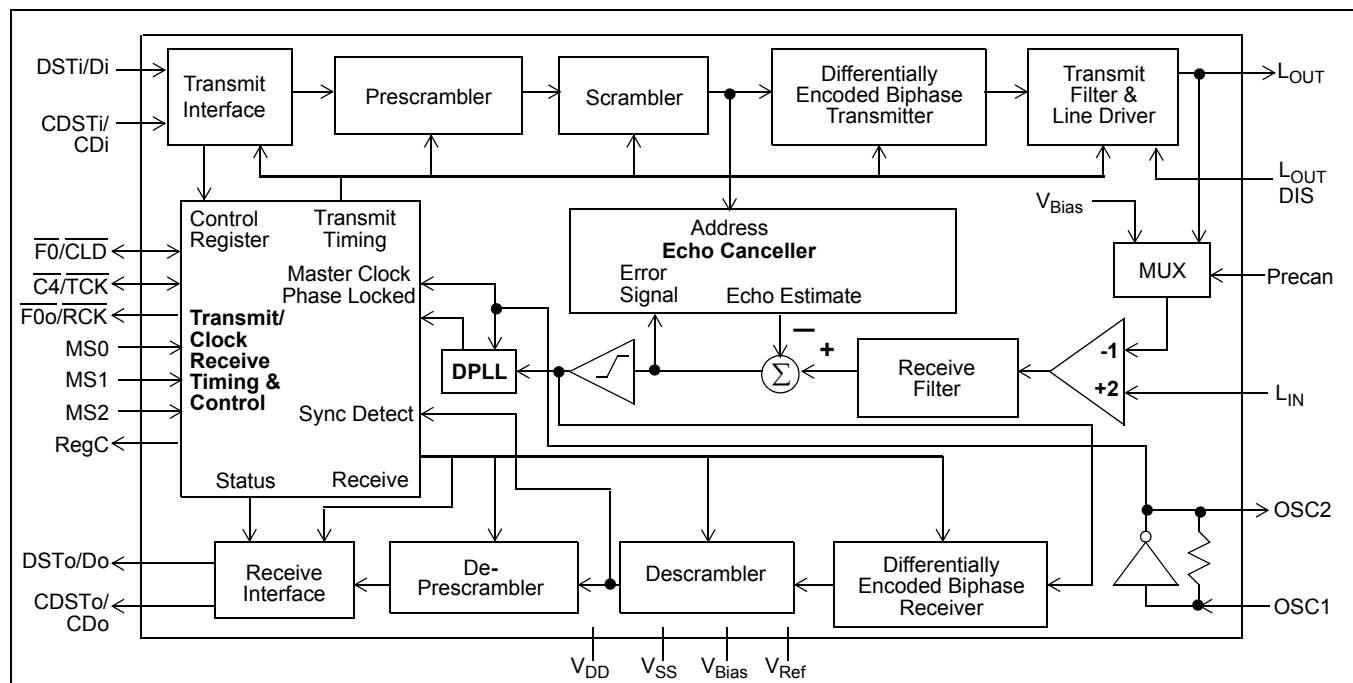 DSTi/Di
CDSTi/
CDi
Transmit
Interface
Prescrambler
Scrambler
Differentially
Encoded Biphase
Transmitter
Transmit
Filter &
Line Driver
LOUT
LOUT
DIS
VBias
MUX
Precan
Control
Register
Transmit
Timing
Master Clock
Phase Locked
Transmit/
Clock
Receive
Timing &
Control
Sync Detect
Status
Receive
F0/CLD
C4/TCK
F0o/RCK
MS0
MS1
MS2
RegC
Address
Echo Canceller
Error
Signal
Echo Estimate
DPLL
—
+
∑
Receive
Filter
-1
+2
LIN
OSC2
OSC1
DSTo/Do
CDSTo/
CDo
Receive
Interface
De-
Prescrambler
Descrambler
Differentially
Encoded Biphase
Receiver
VDD
VSS
VBias
VRef